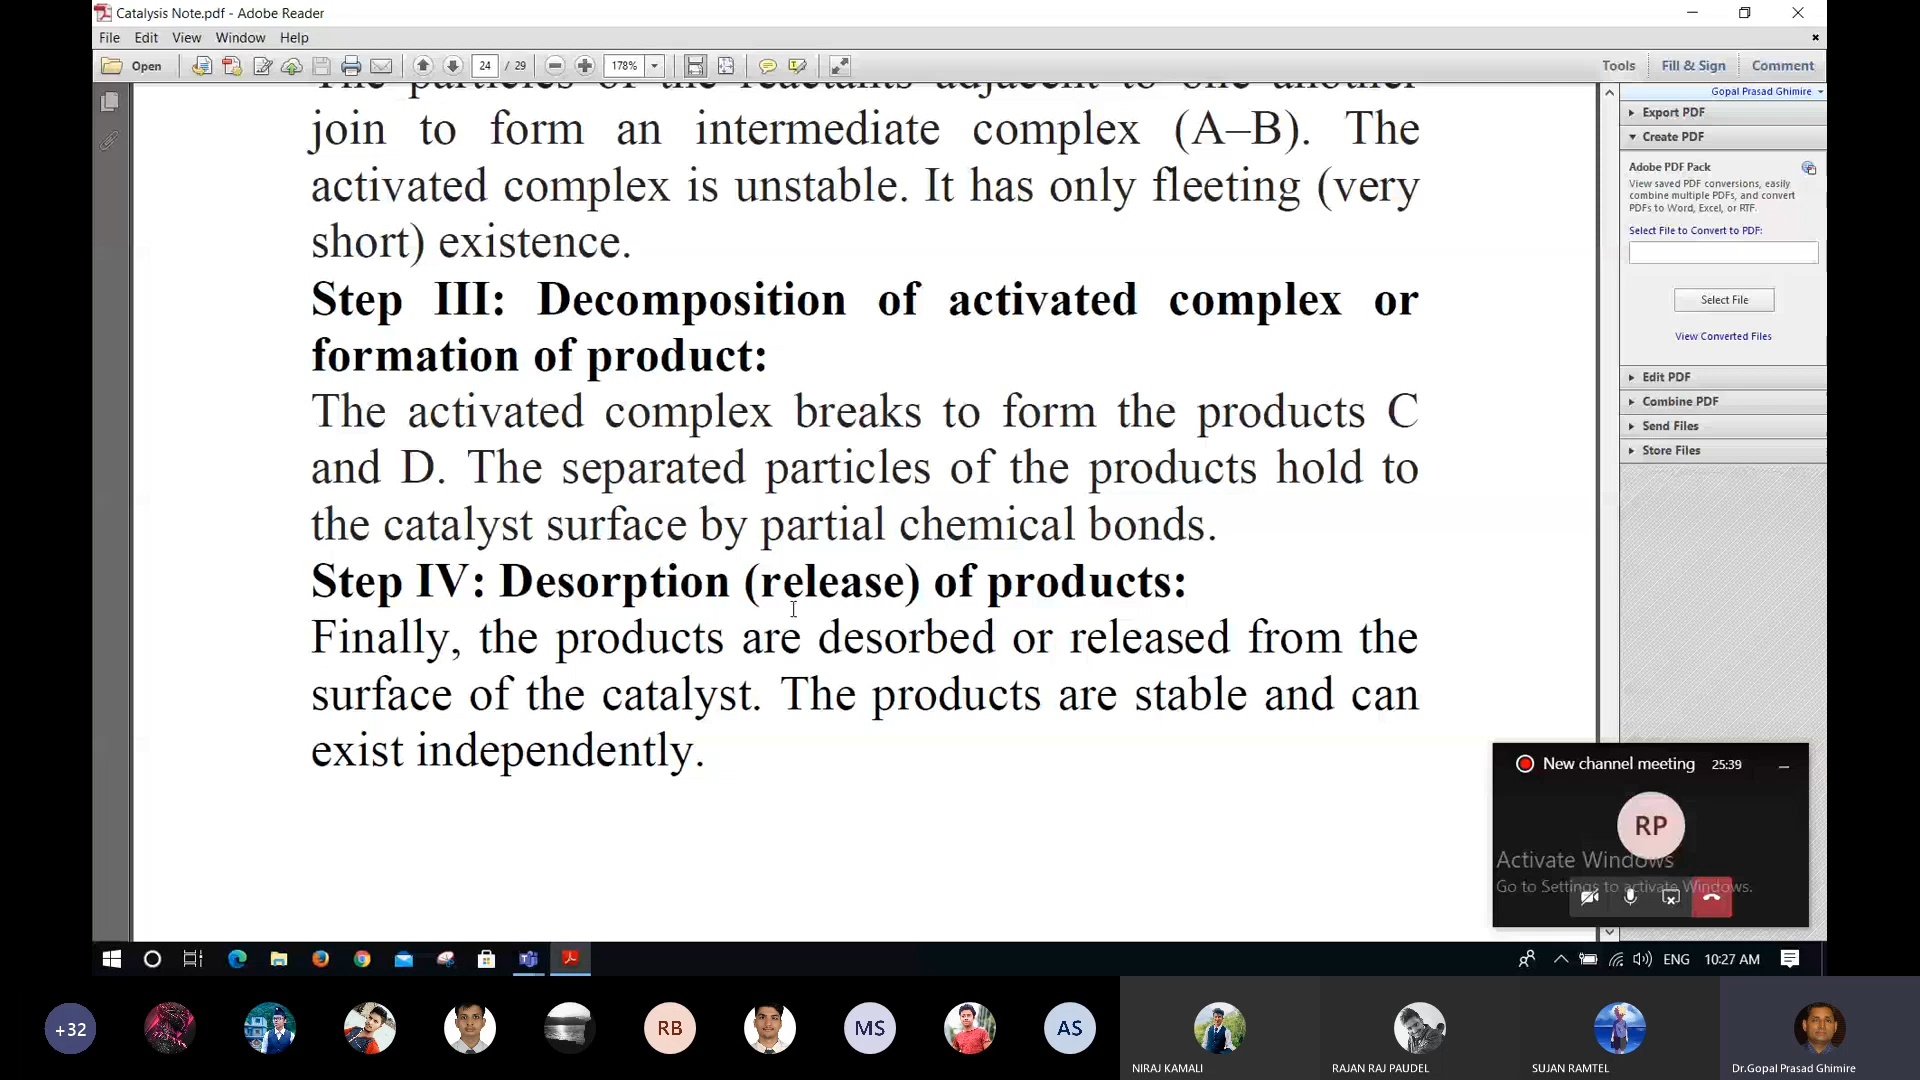 Catalysis Note.pdf - Adobe Reader
File Edit View Window Help
Open 24 / 29 178% Tools Fill & Sign Comment
Gopal Prasad Ghimire
Export PDF
Create PDF
Adobe PDF Pack
View saved PDF conversions, easily
combine multiple PDFs, and convert
PDFs to Word, Excel, or RTF.
Select File to Convert to PDF:
Select File
View Converted Files
Edit PDF
Combine PDF
Send Files
Store Files
The particles of the reactants adjacent to one another
join to form an intermediate complex (A–B). The
activated complex is unstable. It has only fleeting (very
short) existence.
Step III: Decomposition of activated complex or
formation of product:
The activated complex breaks to form the products C
and D. The separated particles of the products hold to
the catalyst surface by partial chemical bonds.
Step IV: Desorption (release) of products:
Finally, the products are desorbed or released from the
surface of the catalyst. The products are stable and can
exist independently.
New channel meeting 25:39
RP
Activate Windows
Go to Settings to activate Windows.
ENG 10:27 AM
+32 RB MS AS
NIRAJ KAMALI RAJAN RAJ PAUDEL SUJAN RAMTEL Dr.Gopal Prasad Ghimire